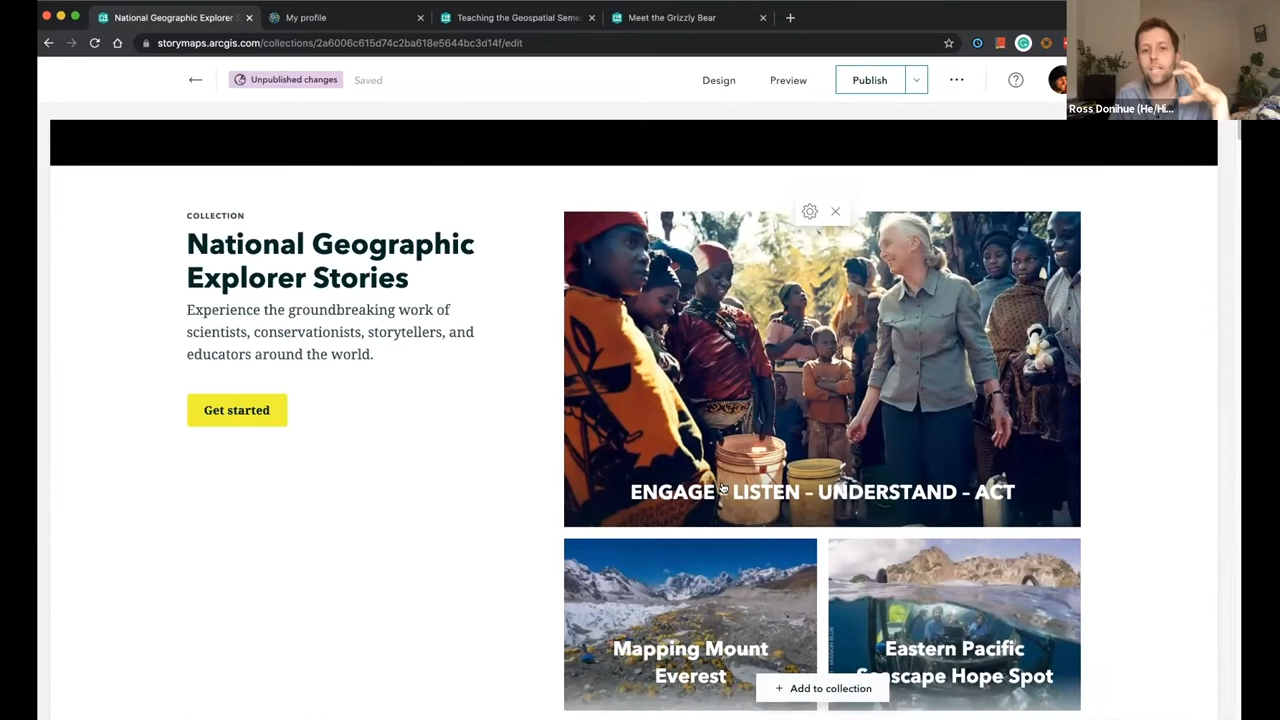 National Geographic Explorer S
My profile
Teaching the Geospatial Seme
Meet the Grizzly Bear
storymaps.arcgis.com/collections/2a6006c615d74c2ba618e5644bc3d14f/edit
Unpublished changes
Saved
Design
Preview
Publish
Ross Donihue (He/Hi...
COLLECTION
National Geographic
Explorer Stories
Experience the groundbreaking work of
scientists, conservationists, storytellers, and
educators around the world.
Get started
ENGAGE - LISTEN – UNDERSTAND – ACT
Mapping Mount
Everest
Eastern Pacific
Seascape Hope Spot
+ Add to collection